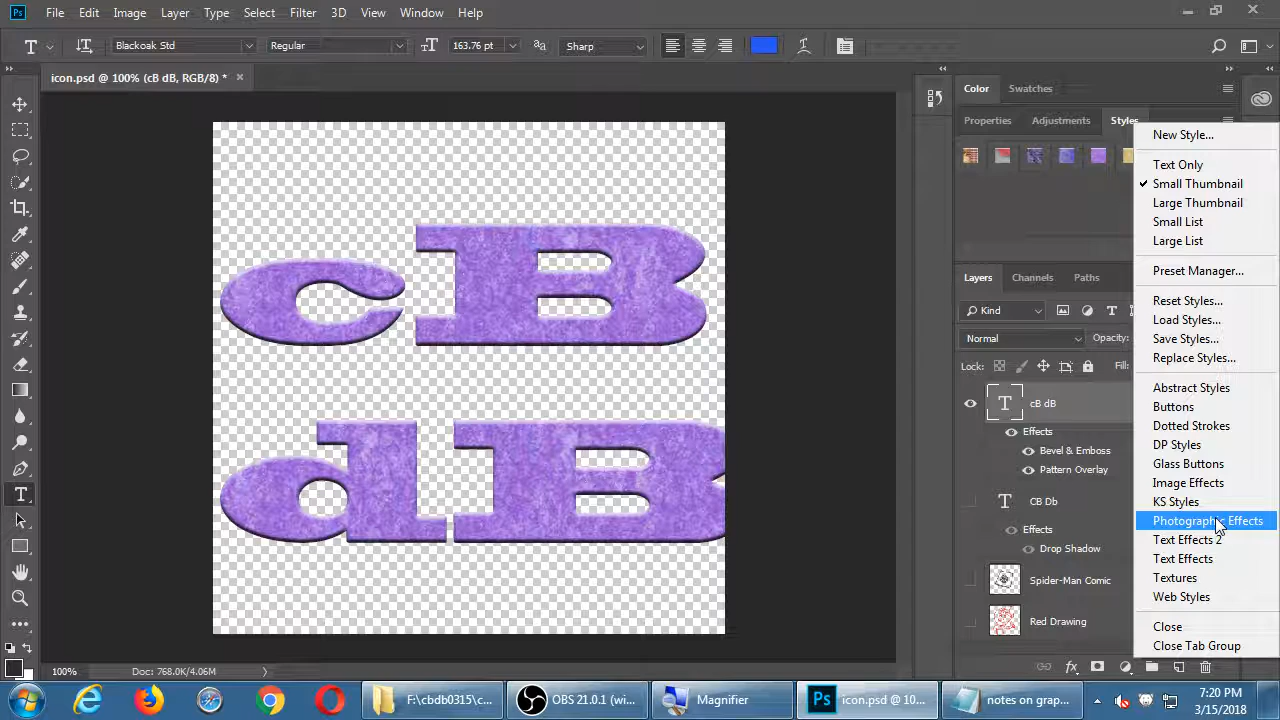 Ps File Edit Image Layer Type Select Filter 3D View Window Help
T Blackoak Std Regular 163.76 pt Sharp
icon.psd @ 100% (cB dB, RGB/8) *
Color Swatches
Properties Adjustments Styles
New Style...
Text Only
Small Thumbnail
Large Thumbnail
Small List
Large List
Preset Manager...
Reset Styles...
Load Styles...
Save Styles...
Replace Styles...
Abstract Styles
Buttons
Dotted Strokes
DP Styles
Glass Buttons
Image Effects
KS Styles
Photographic Effects
Text Effects 2
Text Effects
Textures
Web Styles
Close
Close Tab Group
Layers Channels Paths
Kind
Normal Opacity:
Lock: Fill:
T cB dB
Effects
Bevel & Emboss
Pattern Overlay
T CB Db
Effects
Drop Shadow
Spider-Man Comic
Red Drawing
cB
dB
100% Doc: 768.0K/4.06M
F:\cbdb0315\c... OBS 21.0.1 (wi... Magnifier Ps icon.psd @ 10... notes on grap...
7:20 PM
3/15/2018